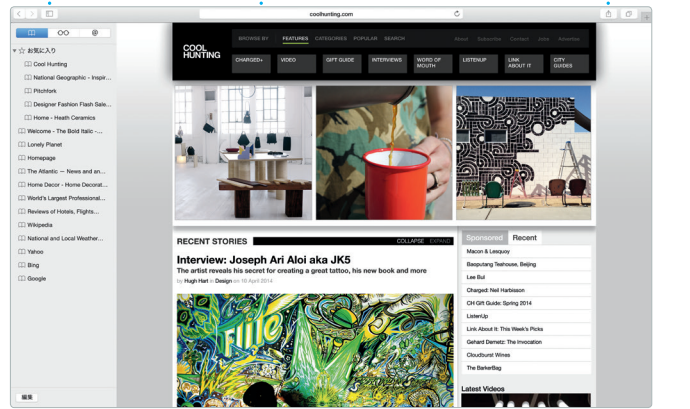 coolhunting.com
お気に入り
Cool Hunting
National Geographic - Inspir...
Pitchfork
Designer Fashion Flash Sale...
Home - Heath Ceramics
Welcome - The Bold Italic -...
Lonely Planet
Homepage
The Atlantic — News and an...
Home Decor - Home Decorat...
World's Largest Professional...
Reviews of Hotels, Flights...
Wikipedia
National and Local Weather...
Yahoo
Bing
Google
編集
COOL
HUNTING
BROWSE BY FEATURES CATEGORIES POPULAR SEARCH
About Subscribe Contact Jobs Advertise
CHARGED+
VIDEO
GIFT GUIDE
INTERVIEWS
WORD OF
MOUTH
LISTENUP
LINK
ABOUT IT
CITY
GUIDES
RECENT STORIES
COLLAPSE EXPAND
Interview: Joseph Ari Aloi aka JK5
The artist reveals his secret for creating a great tattoo, his new book and more
by Hugh Hart in Design on 10 April 2014
Sponsored Recent
Macon & Lesquoy
Baoputang Teahouse, Beijing
Lee Bul
Charged: Neil Harbisson
CH Gift Guide: Spring 2014
ListenUp
Link About It: This Week's Picks
Gehard Demetz: The Invocation
Cloudburst Wines
The BarkerBag
Latest Videos